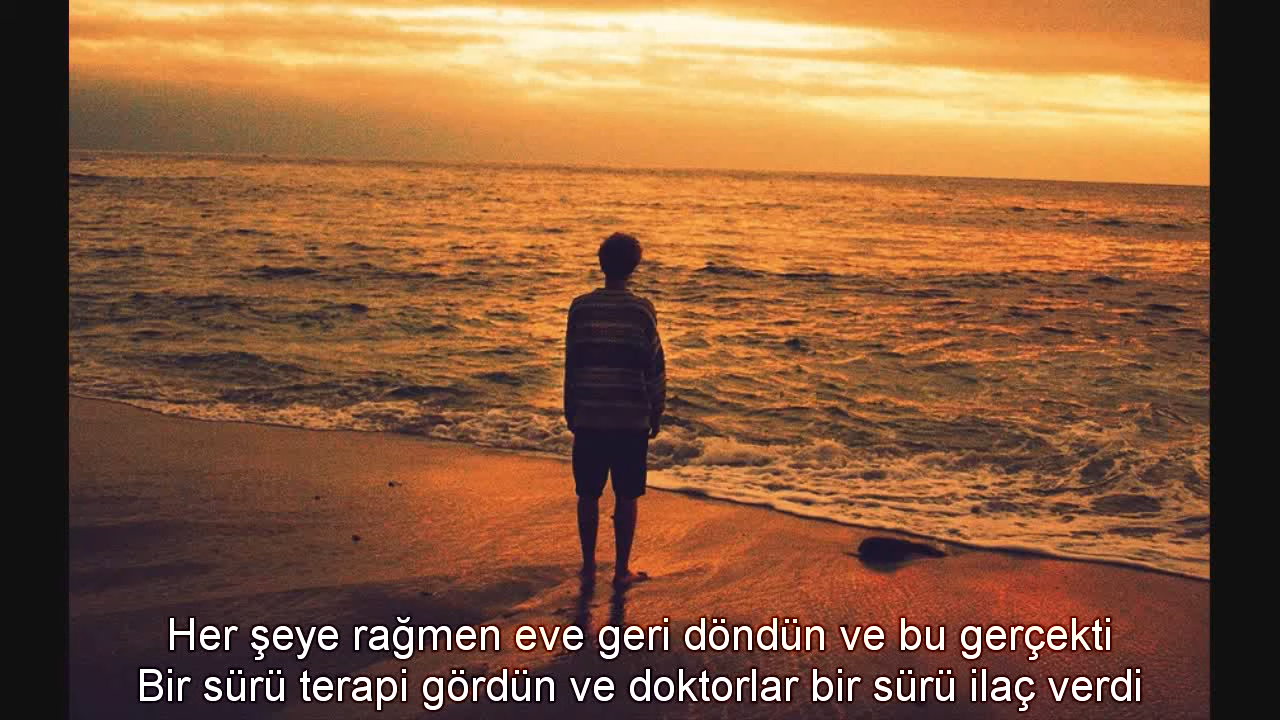 Her şeye rağmen eve geri döndün ve bu gerçekti
Bir sürü terapi gördün ve doktorlar bir sürü ilaç verdi